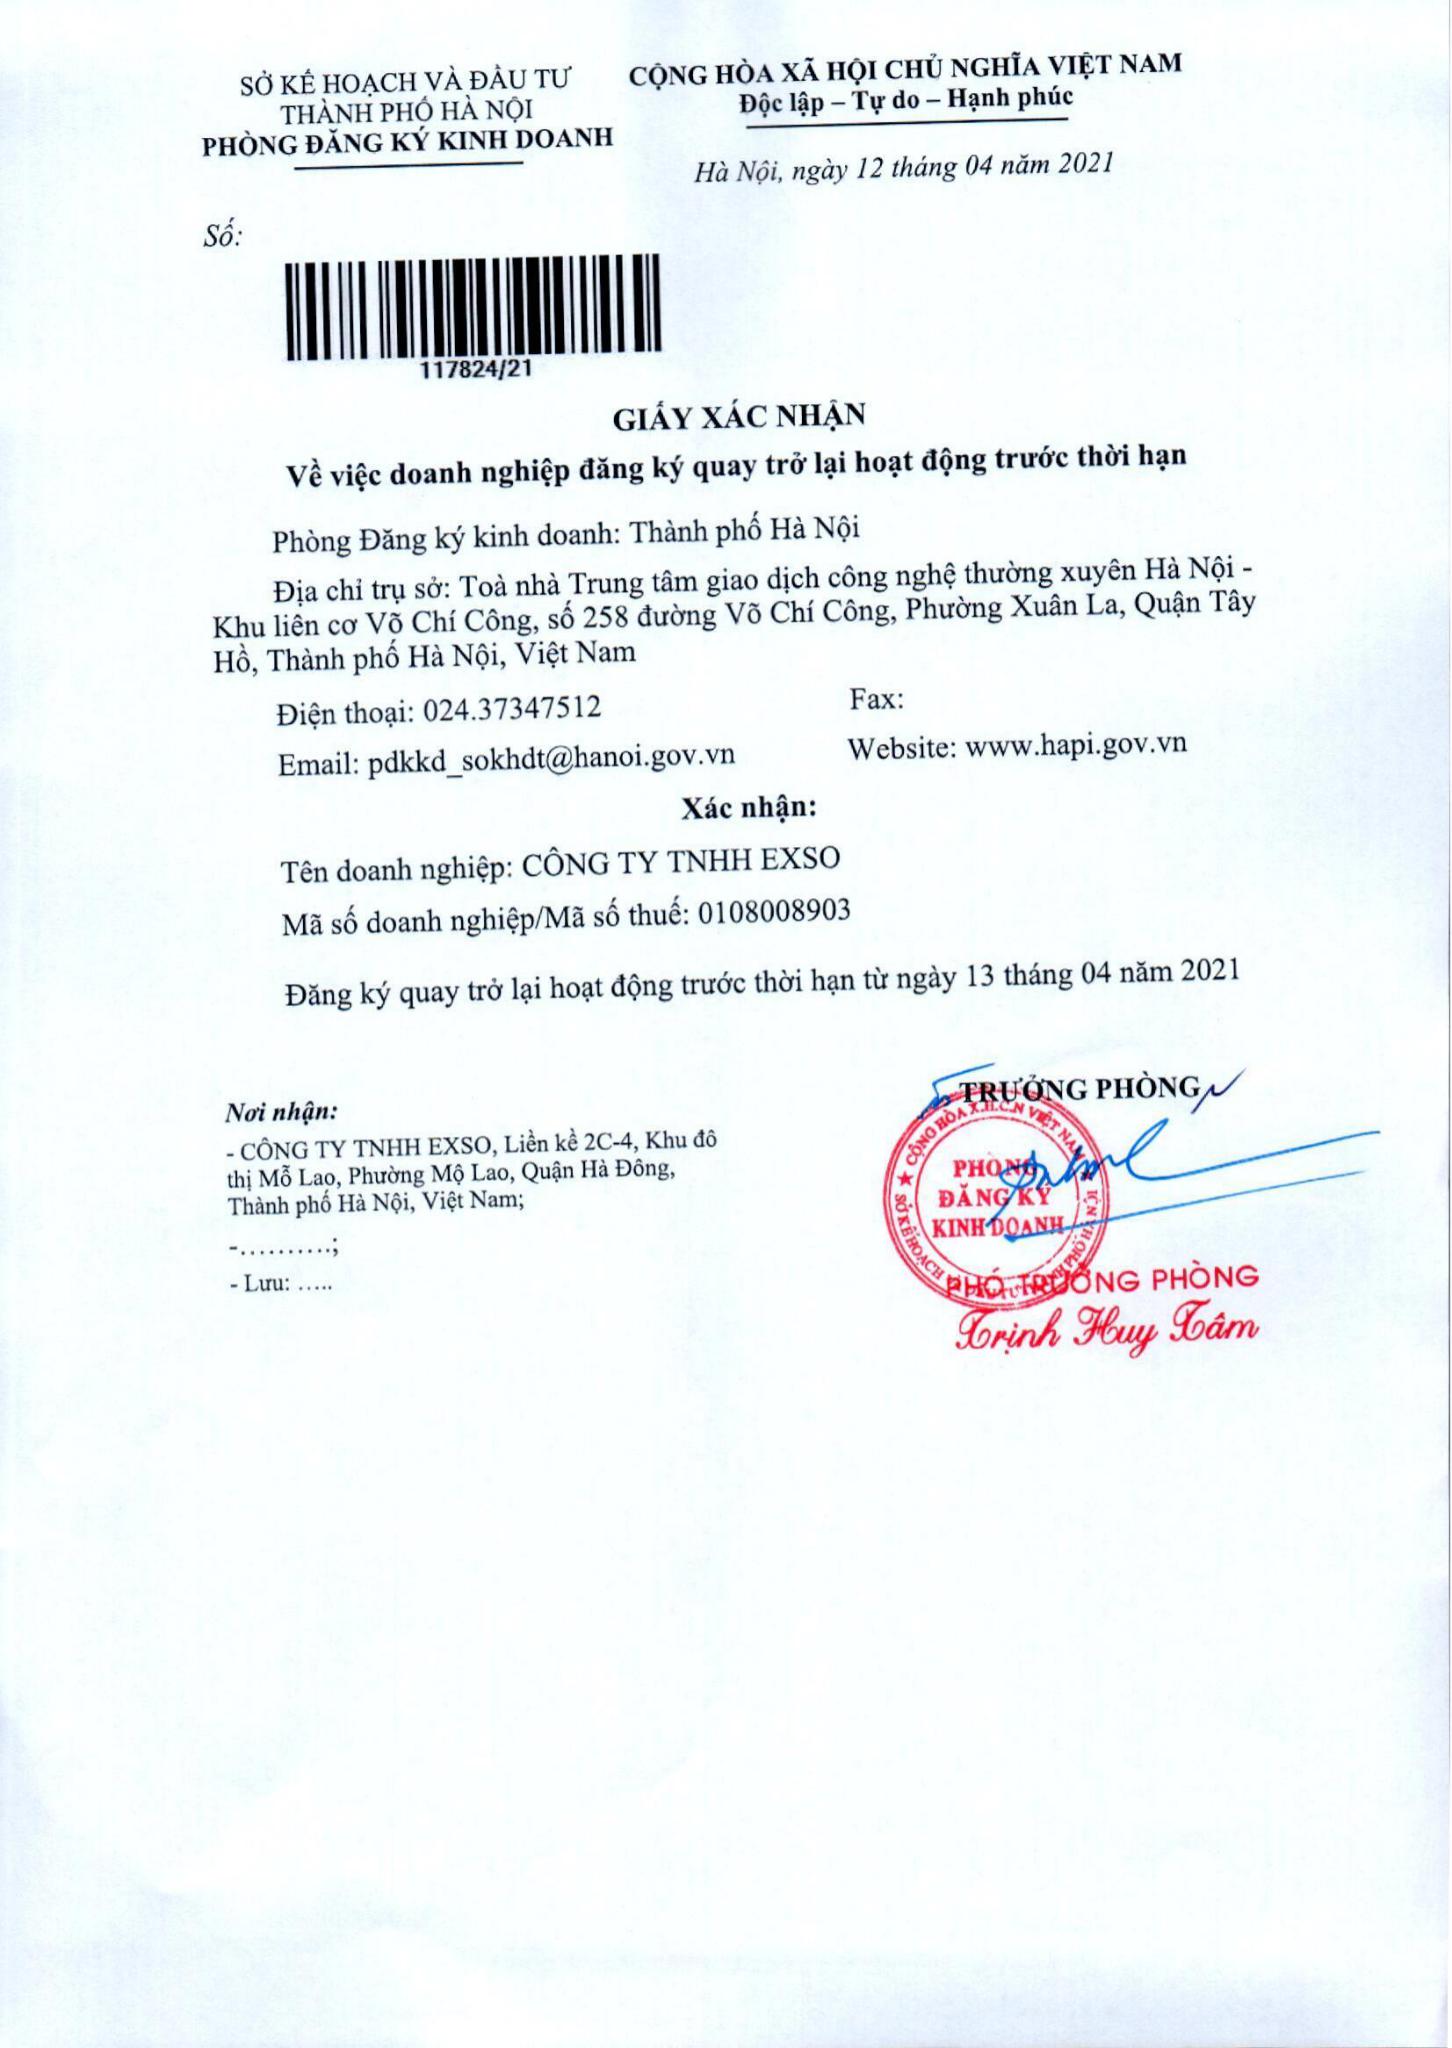 SỞ KẾ HOẠCH VÀ ĐẦU TƯ
THÀNH PHỐ HÀ NỘI
PHÒNG ĐĂNG KÝ KINH DOANH
CỘNG HÒA XÃ HỘI CHỦ NGHĨA VIỆT NAM
Độc lập – Tự do – Hạnh phúc
Hà Nội, ngày 12 tháng 04 năm 2021
Số:
117824/21
GIẤY XÁC NHẬN
Về việc doanh nghiệp đăng ký quay trở lại hoạt động trước thời hạn
Phòng Đăng ký kinh doanh: Thành phố Hà Nội
Địa chỉ trụ sở: Toà nhà Trung tâm giao dịch công nghệ thường xuyên Hà Nội -
Khu liên cơ Võ Chí Công, số 258 đường Võ Chí Công, Phường Xuân La, Quận Tây
Hồ, Thành phố Hà Nội, Việt Nam
Điện thoại: 024.37347512 Fax:
Email: pdkkd_sokhdt@hanoi.gov.vn Website: www.hapi.gov.vn
Xác nhận:
Tên doanh nghiệp: CÔNG TY TNHH EXSO
Mã số doanh nghiệp/Mã số thuế: 0108008903
Đăng ký quay trở lại hoạt động trước thời hạn từ ngày 13 tháng 04 năm 2021
Nơi nhận:
- CÔNG TY TNHH EXSO, Liền kề 2C-4, Khu đô
thị Mỗ Lao, Phường Mộ Lao, Quận Hà Đông,
Thành phố Hà Nội, Việt Nam;
-..........;
- Lưu: .....
TRƯỞNG PHÒNG
CỘNG HÒA X.H.C.N VIỆT NAM
PHÒNG
ĐĂNG KÝ
KINH DOANH
SỞ KẾ HOẠCH VÀ ĐẦU TƯ THÀNH PHỐ HÀ NỘI
PHÓ TRƯỞNG PHÒNG
Trịnh Huy Tâm